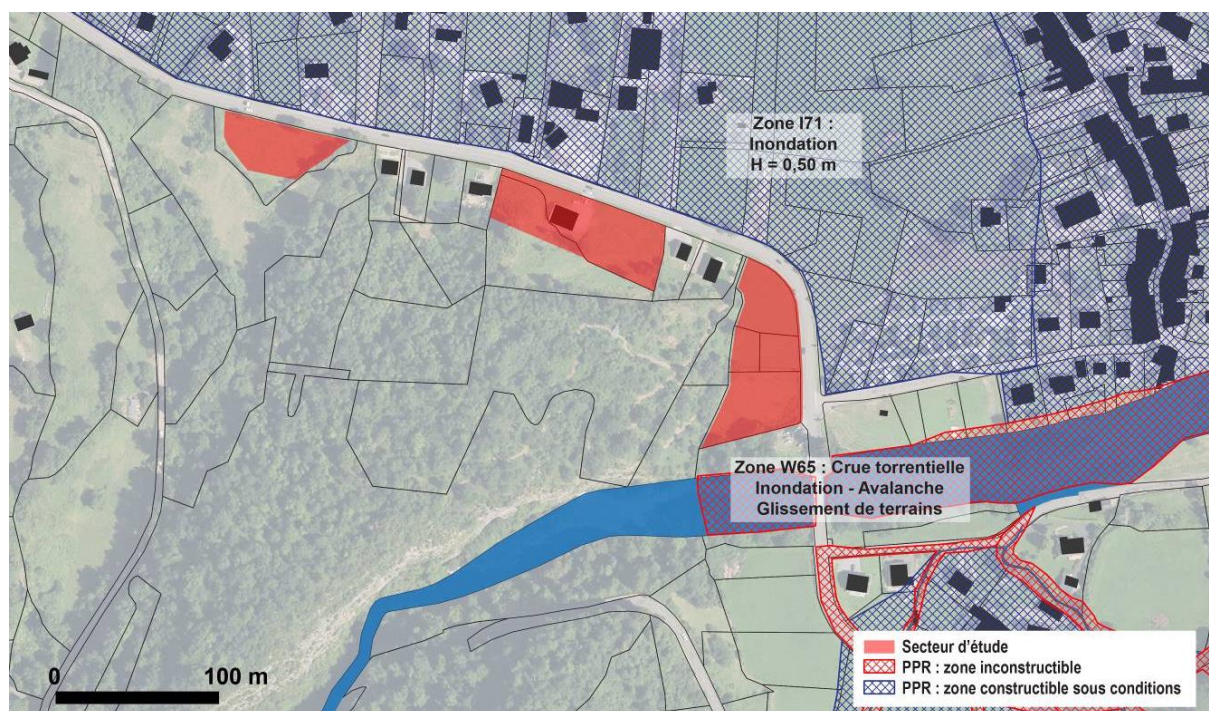 Zone I71 :
Inondation
H = 0,50 m
Zone W65 : Crue torrentielle
Inondation - Avalanche
Glissement de terrains
Secteur d'étude
PPR : zone inconstructible
PPR : zone constructible sous conditions
0 100 m